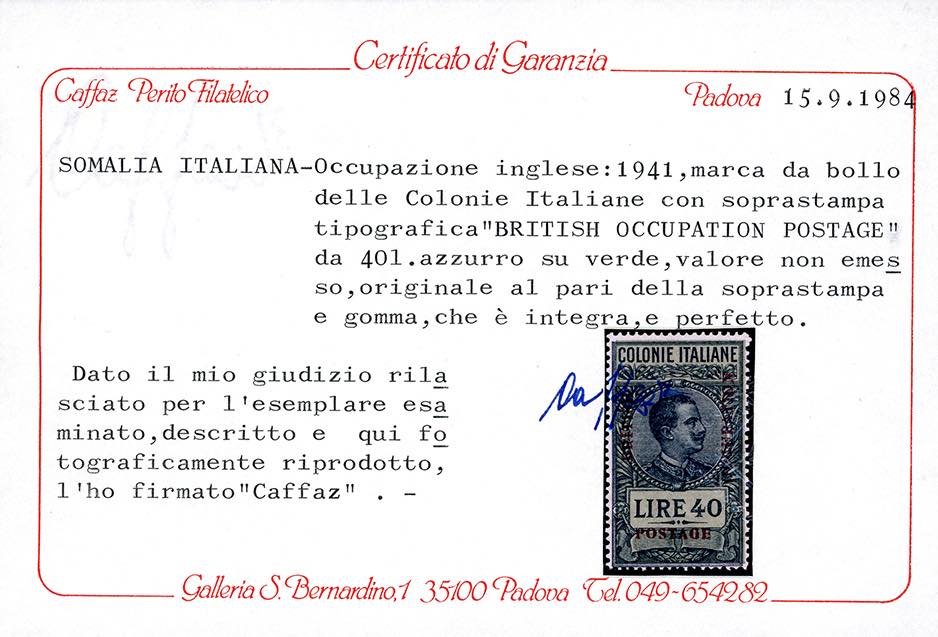 Certificato di Garanzia
Caffaz Perito Filatelico
Padova 15.9.1984
SOMALIA ITALIANA-Occupazione inglese:1941,marca da bollo
delle Colonie Italiane con soprastampa
tipografica"BRITISH OCCUPATION POSTAGE"
da 40l.azzurro su verde,valore non emes
so,originale al pari della soprastampa
e gomma,che è integra,e perfetto.
Dato il mio giudizio rila
sciato per l'esemplare esa
minato,descritto e qui fo
tograficamente riprodotto,
l'ho firmato"Caffaz" . -
COLONIE ITALIANE
LIRE 40
POSTAGE
Galleria S. Bernardino,1 35100 Padova Tel.049-654282